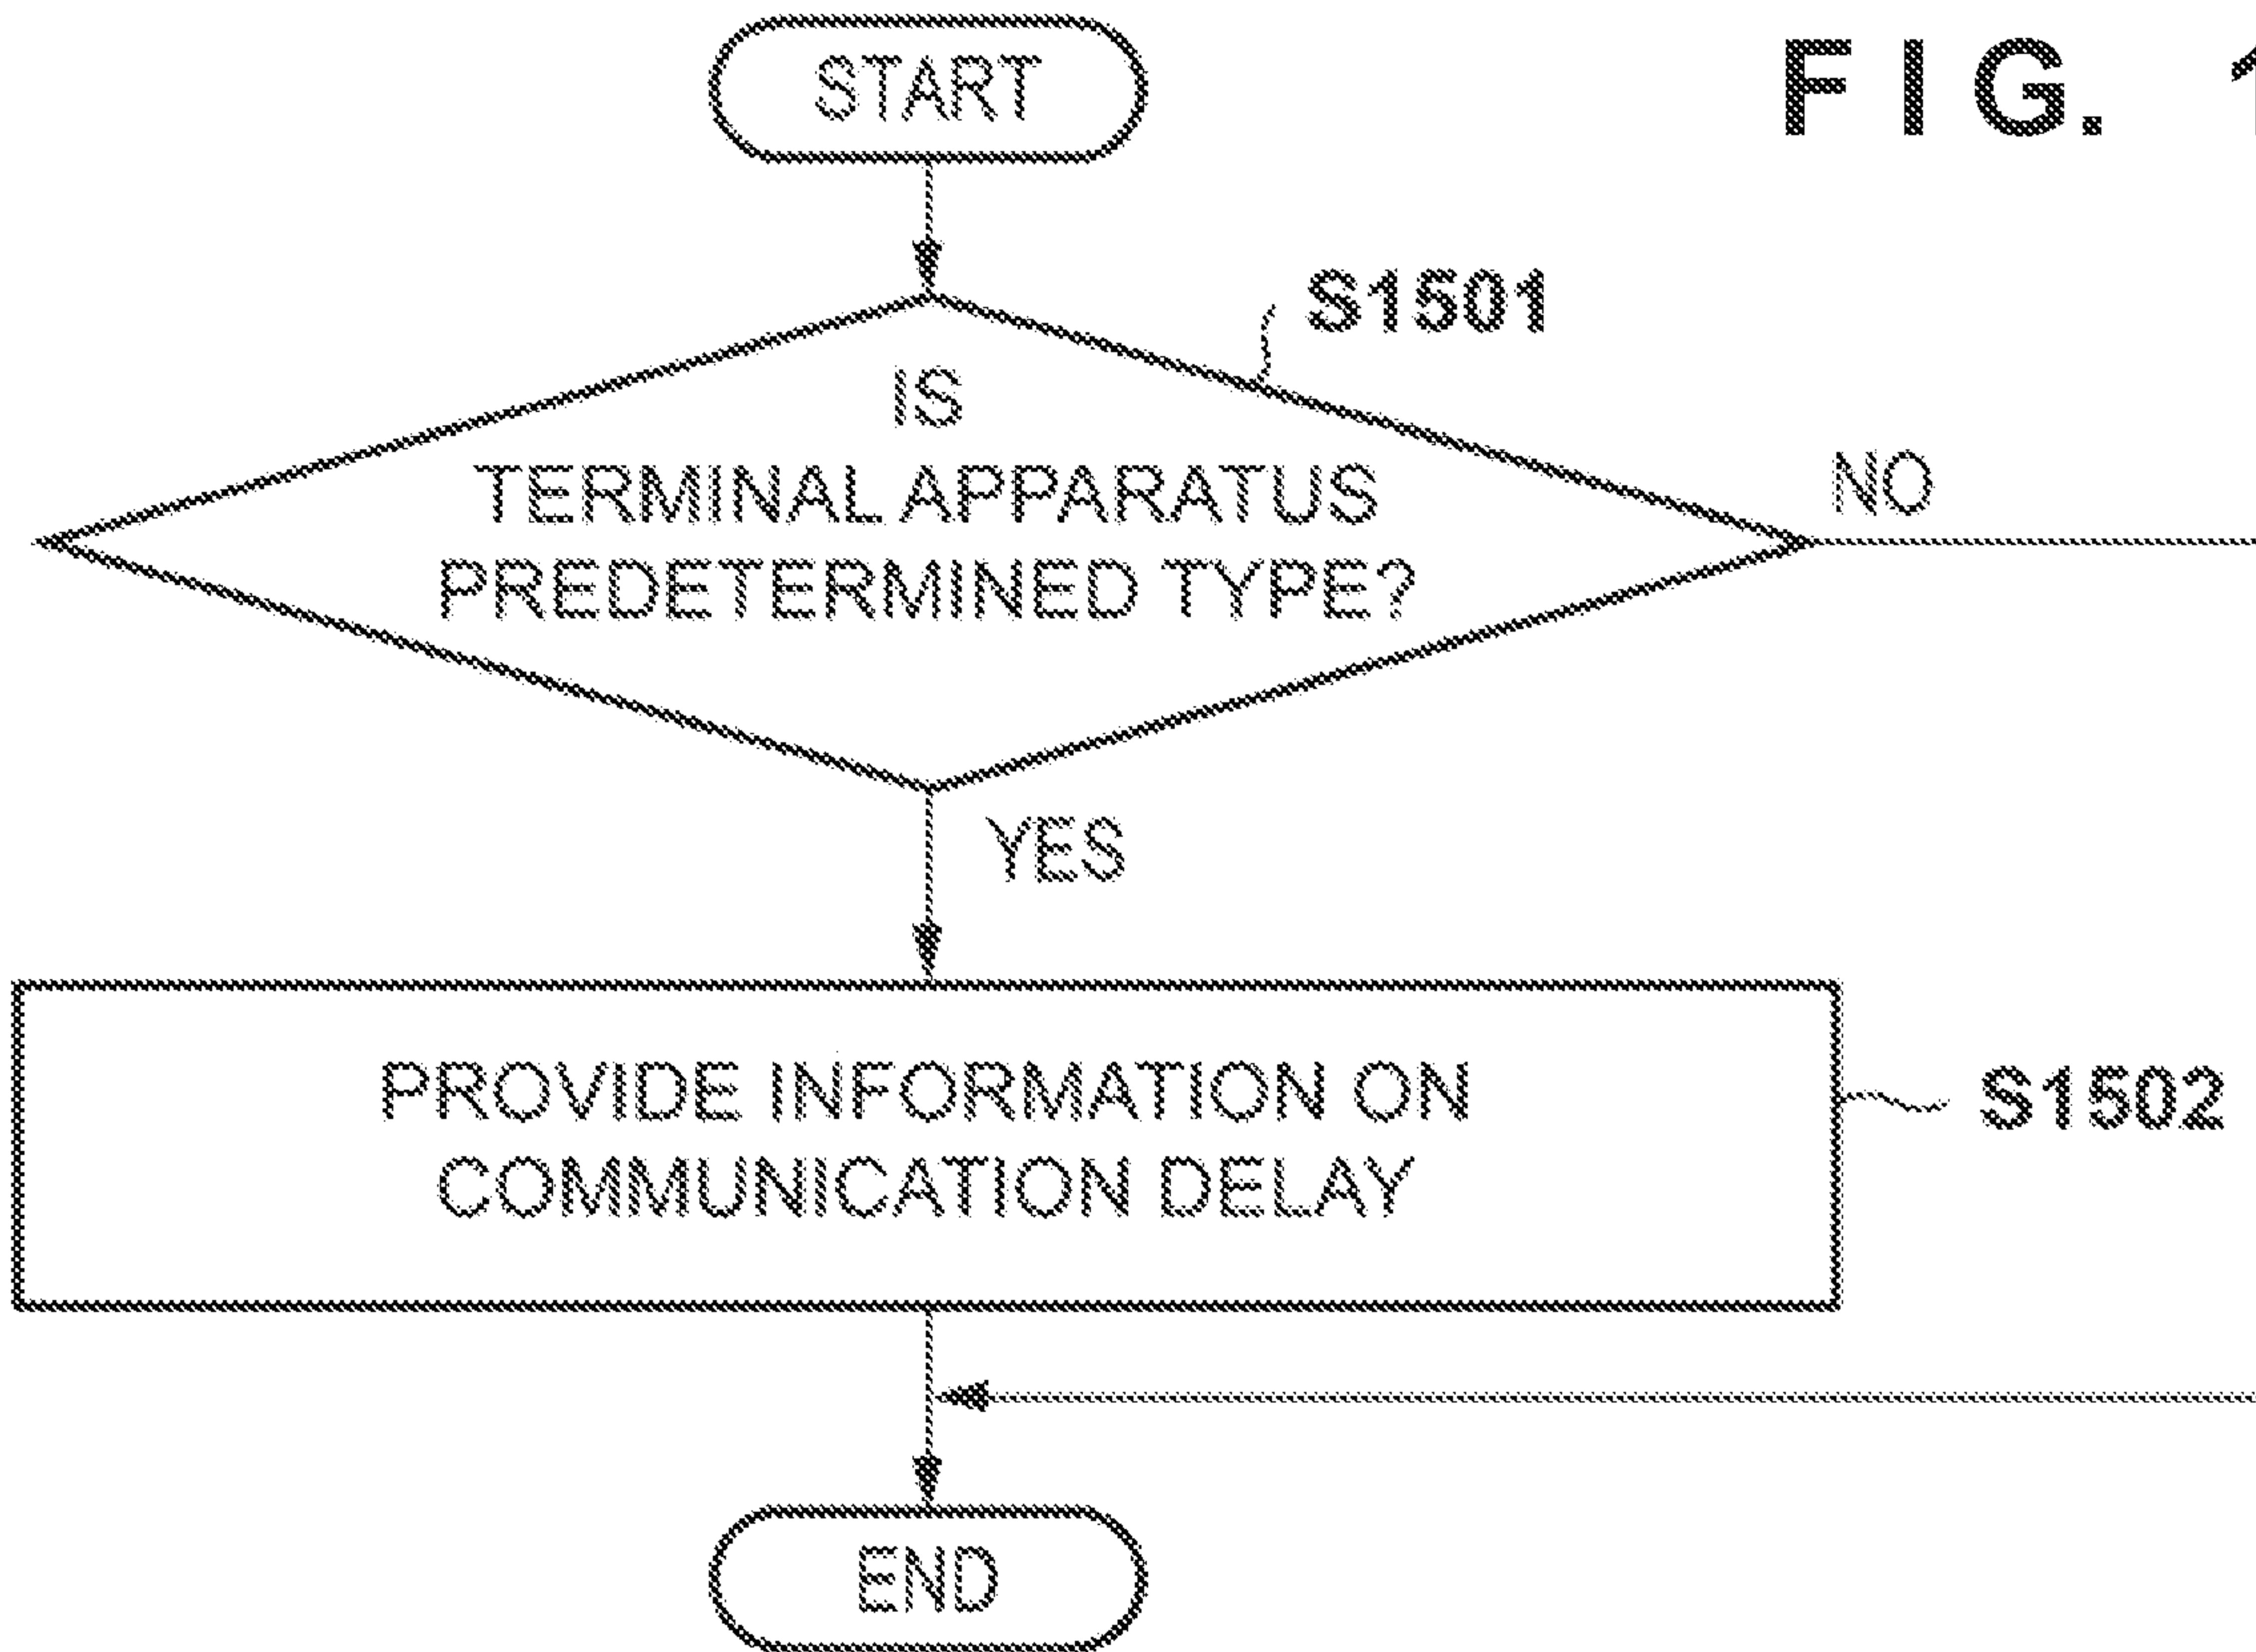 START
FIG. 1
S1501
IS
TERMINAL APPARATUS
PREDETERMINED TYPE?
NO
YES
PROVIDE INFORMATION ON
COMMUNICATION DELAY
S1502
END